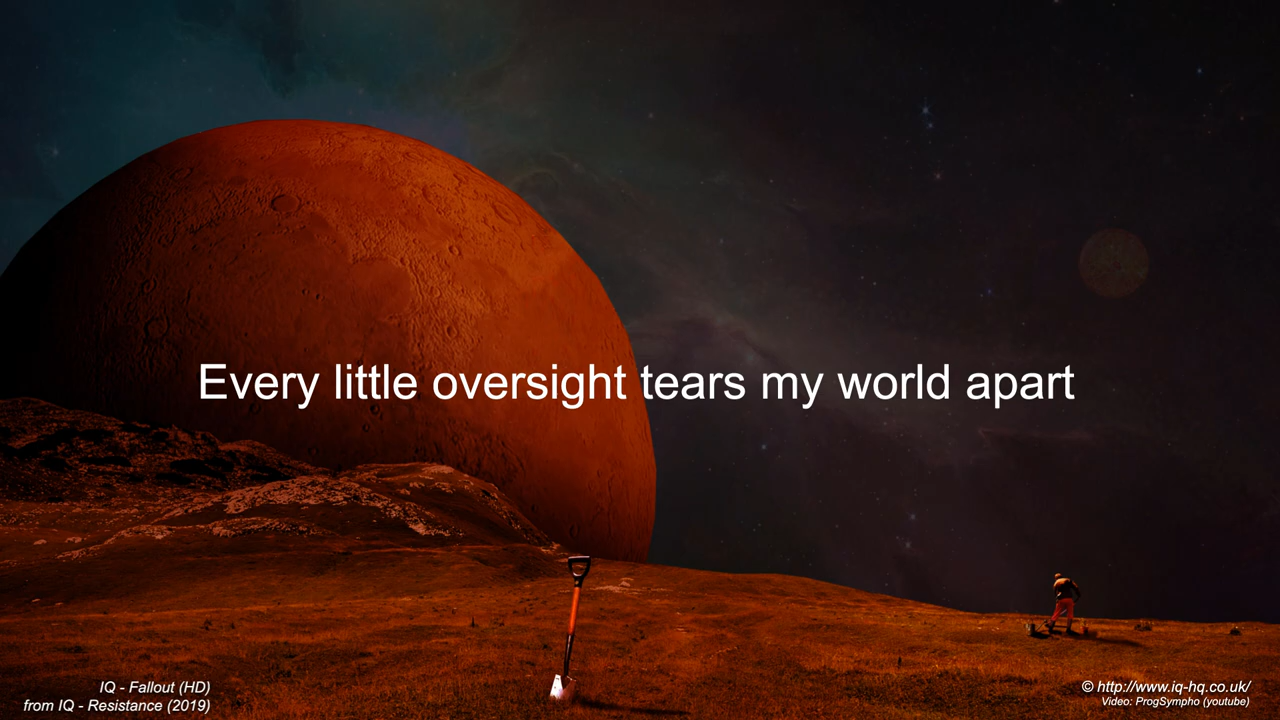 Every little oversight tears my world apart
IQ - Fallout (HD)
from IQ - Resistance (2019)
© http://www.iq-hq.co.uk/
Video: ProgSympho (youtube)